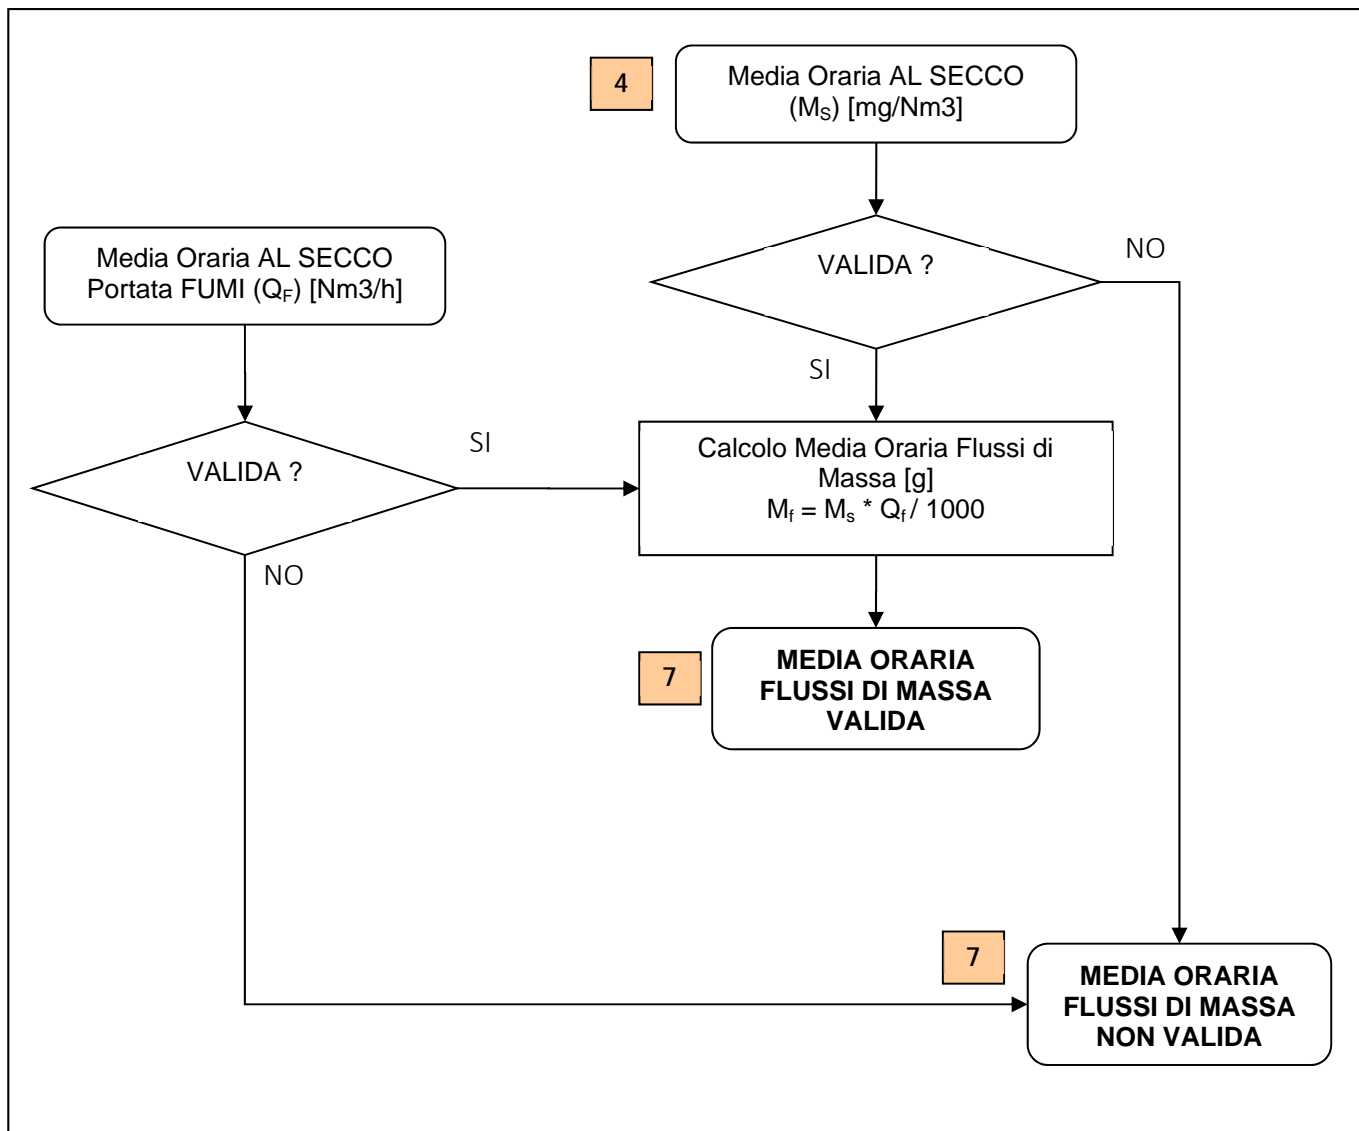 4
Media Oraria AL SECCO
(MS) [mg/Nm3]
VALIDA ?
NO
SI
Media Oraria AL SECCO
Portata FUMI (QF) [Nm3/h]
VALIDA ?
SI
NO
Calcolo Media Oraria Flussi di
Massa [g]
Mf = Ms * Qf / 1000
7
MEDIA ORARIA
FLUSSI DI MASSA
VALIDA
7
MEDIA ORARIA
FLUSSI DI MASSA
NON VALIDA